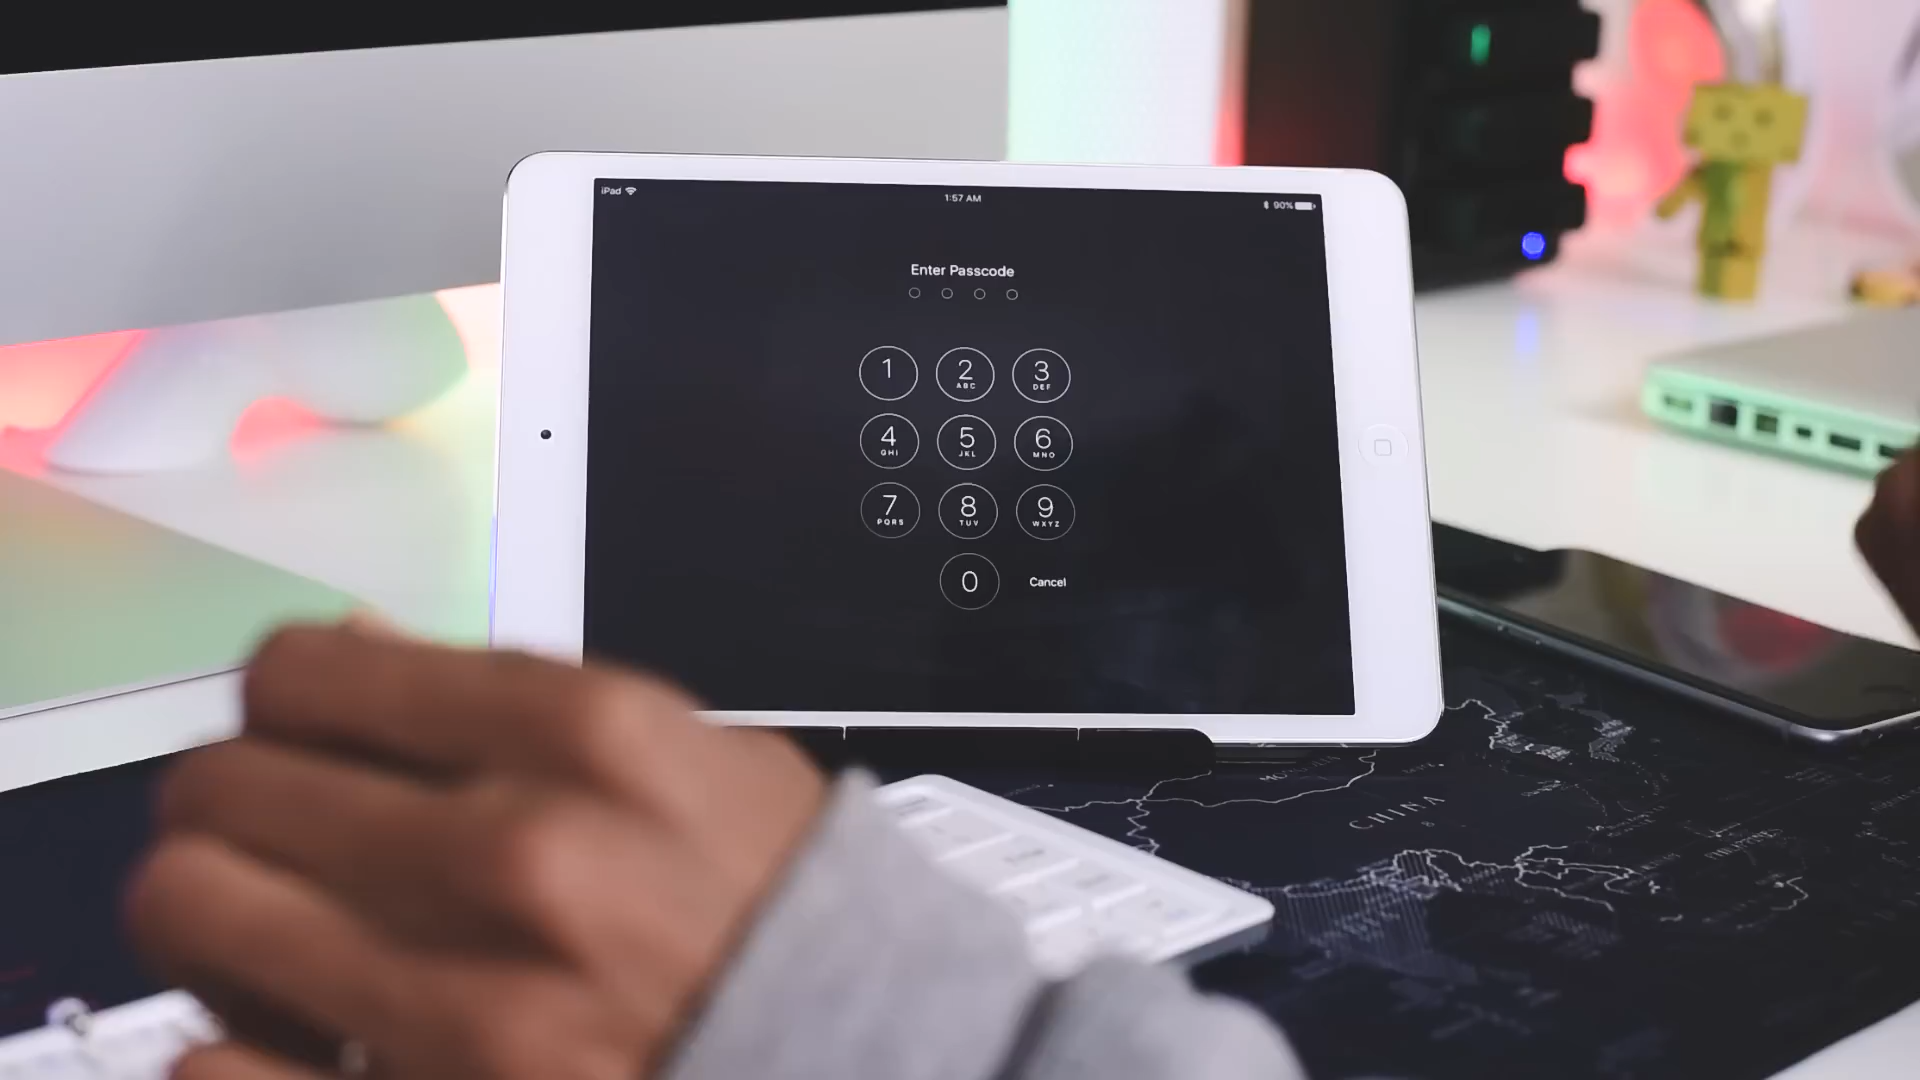 iPad
1:57 AM
90%
Enter Passcode
1
2
ABC
3
DEF
4
GHI
5
JKL
6
MNO
7
PQRS
8
TUV
9
WXYZ
0
Cancel
CHINA
PHILIPPINES